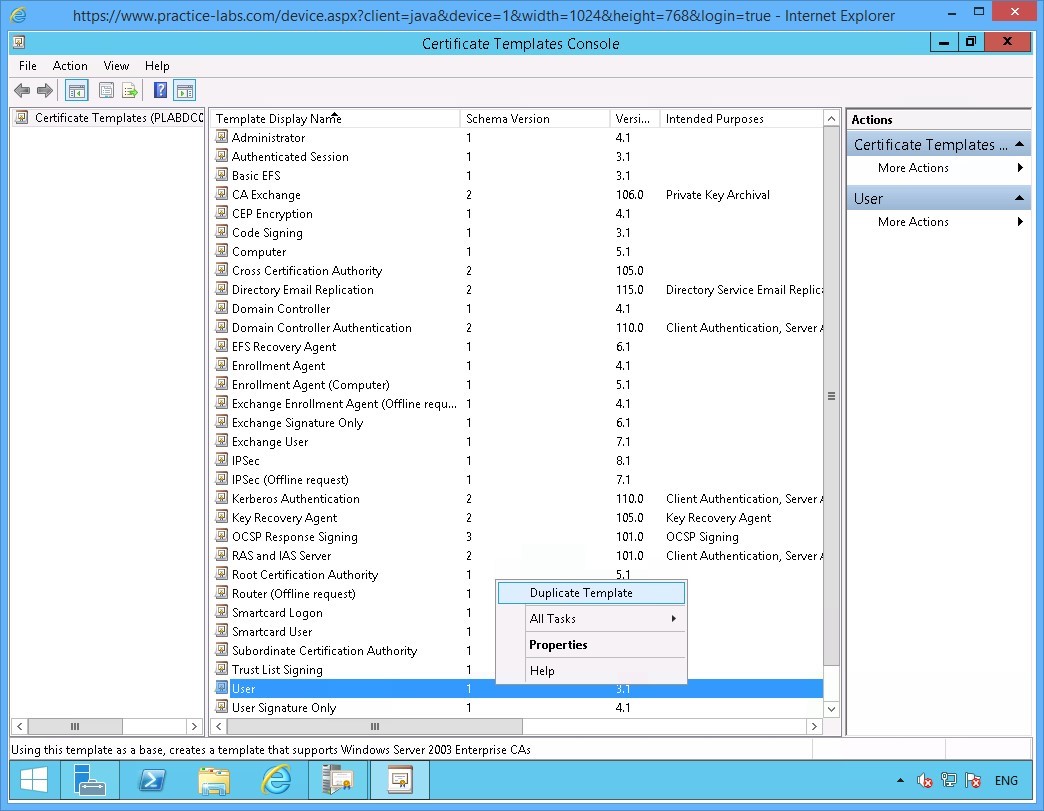 https://www.practice-labs.com/device.aspx?client=java&device=1&width=1024&height=768&login=true - Internet Explorer
Certificate Templates Console
File Action View Help
Certificate Templates (PLABDC0
Template Display Name Schema Version Versi... Intended Purposes
Administrator 1 4.1
Authenticated Session 1 3.1
Basic EFS 1 3.1
CA Exchange 2 106.0 Private Key Archival
CEP Encryption 1 4.1
Code Signing 1 3.1
Computer 1 5.1
Cross Certification Authority 2 105.0
Directory Email Replication 2 115.0 Directory Service Email Replica
Domain Controller 1 4.1
Domain Controller Authentication 2 110.0 Client Authentication, Server A
EFS Recovery Agent 1 6.1
Enrollment Agent 1 4.1
Enrollment Agent (Computer) 1 5.1
Exchange Enrollment Agent (Offline requ... 1 4.1
Exchange Signature Only 1 6.1
Exchange User 1 7.1
IPSec 1 8.1
IPSec (Offline request) 1 7.1
Kerberos Authentication 2 110.0 Client Authentication, Server A
Key Recovery Agent 2 105.0 Key Recovery Agent
OCSP Response Signing 3 101.0 OCSP Signing
RAS and IAS Server 2 101.0 Client Authentication, Server A
Root Certification Authority 1 5.1
Router (Offline request) 1
Smartcard Logon 1
Smartcard User 1
Subordinate Certification Authority 1
Trust List Signing 1
User 1 3.1
User Signature Only 1 4.1
Duplicate Template
All Tasks
Properties
Help
Actions
Certificate Templates ...
More Actions
User
More Actions
Using this template as a base, creates a template that supports Windows Server 2003 Enterprise CAs
ENG